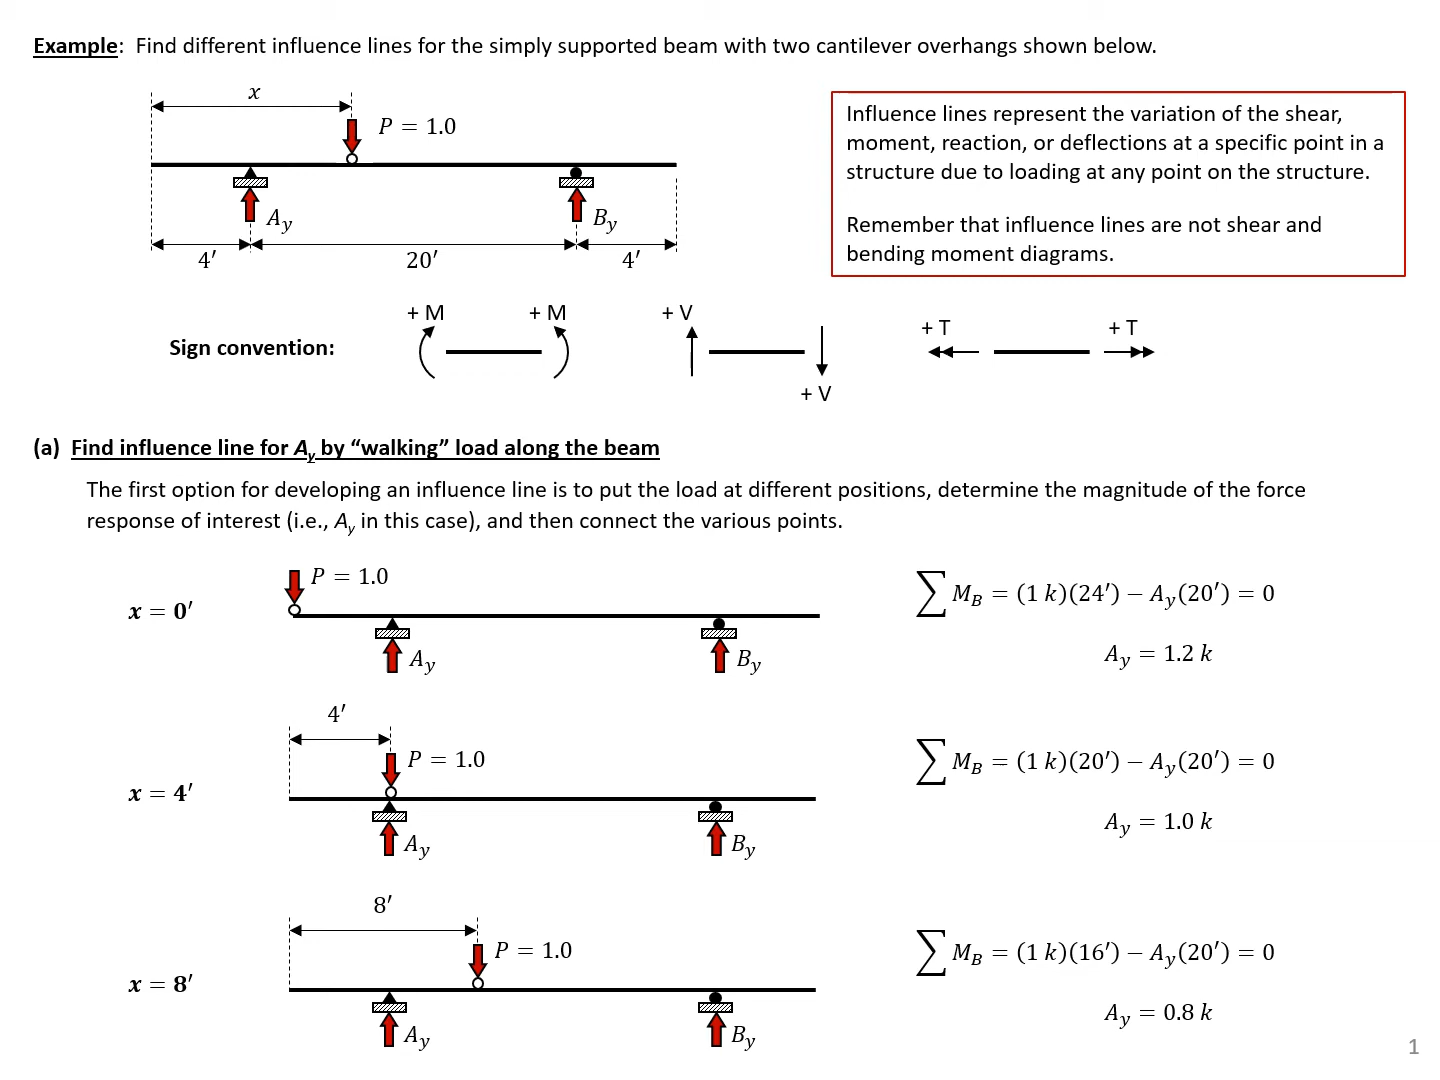 Example: Find different influence lines for the simply supported beam with two cantilever overhangs shown below.
x
P = 1.0
A_y
B_y
4′
20′
4′
Influence lines represent the variation of the shear,
moment, reaction, or deflections at a specific point in a
structure due to loading at any point on the structure.
Remember that influence lines are not shear and
bending moment diagrams.
Sign convention:
+ M
+ M
+ V
+ V
+ T
+ T
(a) Find influence line for A_y by “walking” load along the beam
The first option for developing an influence line is to put the load at different positions, determine the magnitude of the force
response of interest (i.e., A_y in this case), and then connect the various points.
x = 0′
P = 1.0
A_y
B_y
∑ M_B = (1 k)(24′) − A_y(20′) = 0
A_y = 1.2 k
x = 4′
4′
P = 1.0
A_y
B_y
∑ M_B = (1 k)(20′) − A_y(20′) = 0
A_y = 1.0 k
x = 8′
8′
P = 1.0
A_y
B_y
∑ M_B = (1 k)(16′) − A_y(20′) = 0
A_y = 0.8 k
1